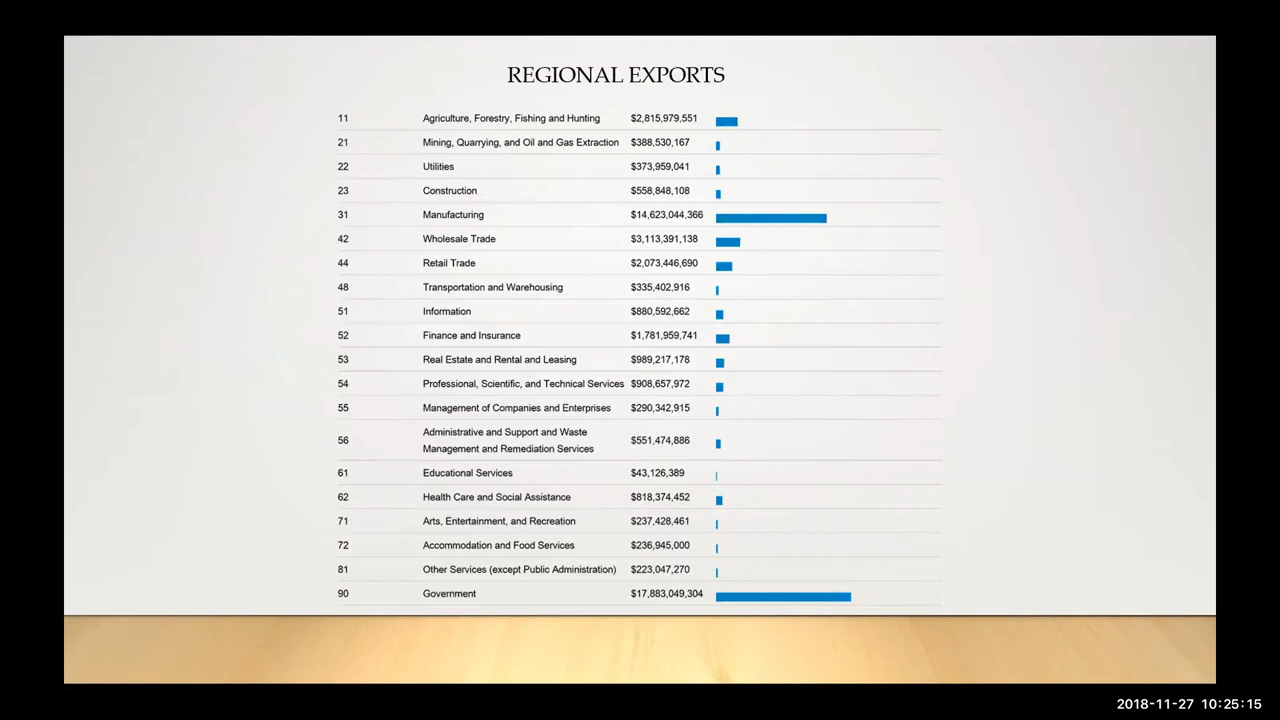 REGIONAL EXPORTS
11 Agriculture, Forestry, Fishing and Hunting $2,815,979,551
21 Mining, Quarrying, and Oil and Gas Extraction $388,530,167
22 Utilities $373,959,041
23 Construction $558,848,108
31 Manufacturing $14,623,044,366
42 Wholesale Trade $3,113,391,138
44 Retail Trade $2,073,446,690
48 Transportation and Warehousing $335,402,916
51 Information $880,592,662
52 Finance and Insurance $1,781,959,741
53 Real Estate and Rental and Leasing $989,217,178
54 Professional, Scientific, and Technical Services $908,657,972
55 Management of Companies and Enterprises $290,342,915
56 Administrative and Support and Waste $551,474,886
Management and Remediation Services
61 Educational Services $43,126,389
62 Health Care and Social Assistance $818,374,452
71 Arts, Entertainment, and Recreation $237,428,461
72 Accommodation and Food Services $236,945,000
81 Other Services (except Public Administration) $223,047,270
90 Government $17,883,049,304
2018-11-27 10:25:15